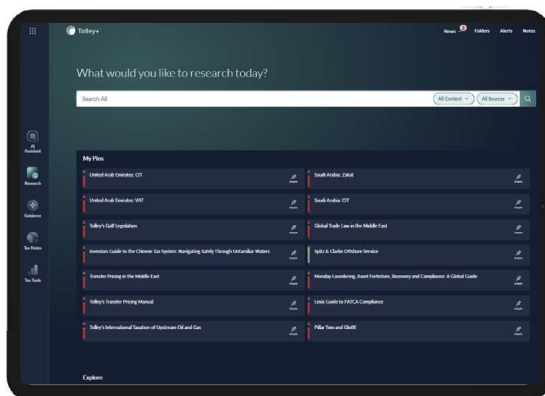 Tolley+
News
3
Folders
Alerts
Notes
What would you like to research today?
Search All
All Content
All Sources
AI Assistant
Research
Guidance
Tax Notes
Tax Tools
My Pins
United Arab Emirates: CIT
Saudi Arabia: Zakat
United Arab Emirates: VAT
Saudi Arabia: CIT
Tolley's Gulf Legislation
Global Trade Law in the Middle East
Investors Guide to the Chinese Tax System: Navigating Safely Through Unfamiliar Waters
Spitz & Clarke Offshore Service
Transfer Pricing in the Middle East
Monday Laundering, Asset Forfeiture, Recovery and Compliance: A Global Guide
Tolley's Transfer Pricing Manual
Lexis Guide to FATCA Compliance
Tolley's International Taxation of Upstream Oil and Gas
Pillar Two and GloBE
Explore